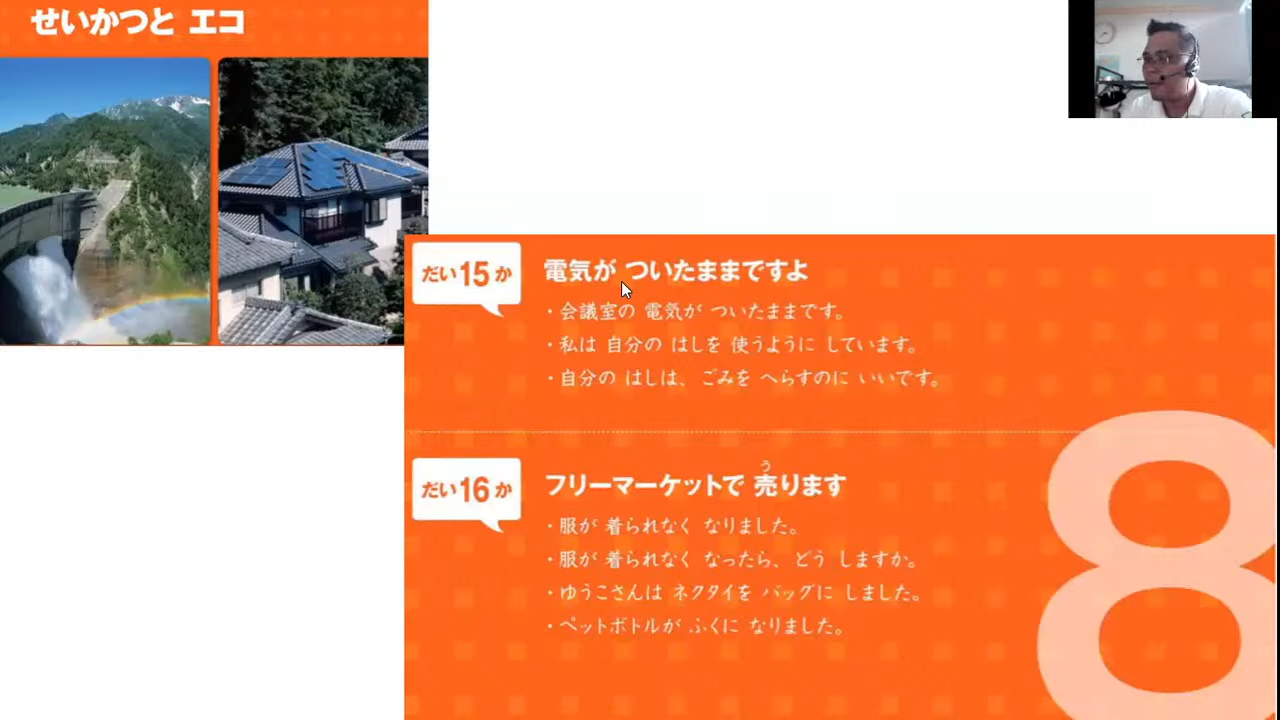 せいかつと エコ
だい15か
電気が ついたままですよ
・会議室の 電気が ついたままです。
・私は 自分の はしを 使うように しています。
・自分の はしは、ごみを へらすのに いいです。
だい16か
フリーマーケットで 売ります
う
・服が 着られなく なりました。
・服が 着られなく なったら、どう しますか。
・ゆうこさんは ネクタイを バッグに しました。
・ペットボトルが ふくに なりました。
8